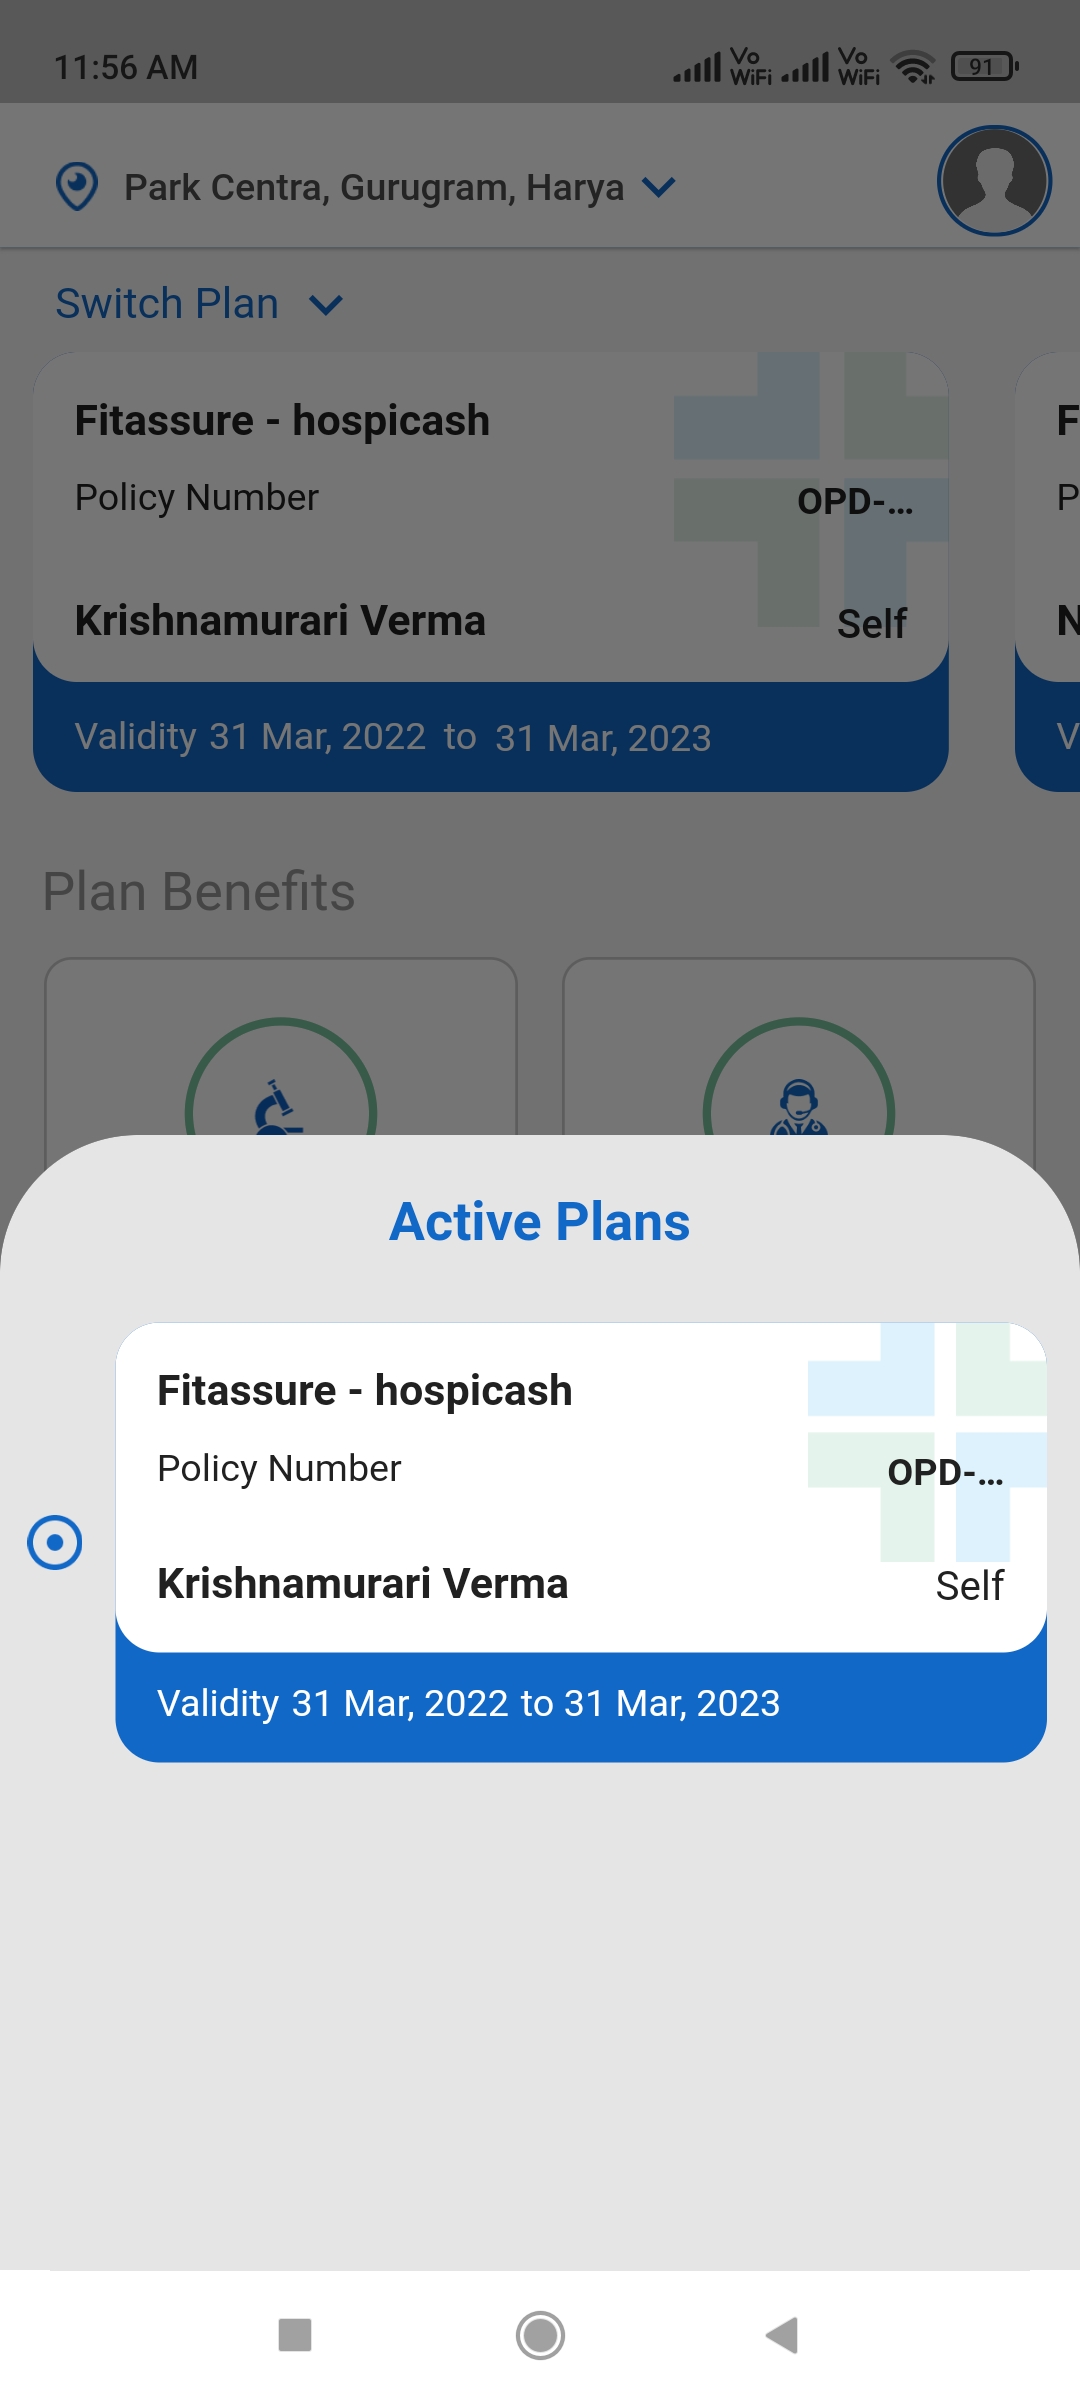 11:56 AM Vo WiFi Vo WiFi 91
Park Centra, Gurugram, Harya
Switch Plan
Fitassure - hospicash F
Policy Number OPD-... P
Krishnamurari Verma Self N
Validity 31 Mar, 2022 to 31 Mar, 2023 V
Plan Benefits
Active Plans
Fitassure - hospicash
Policy Number OPD-...
Krishnamurari Verma Self
Validity 31 Mar, 2022 to 31 Mar, 2023